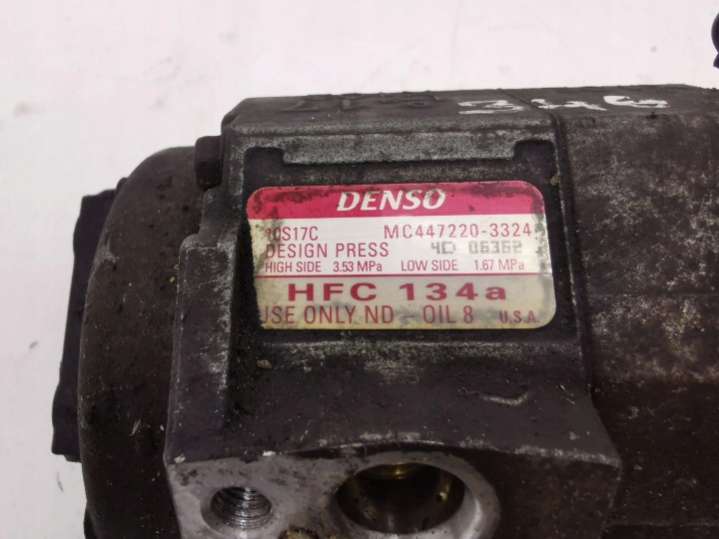 DENSO
10S17C MC447220-3324
DESIGN PRESS 4D 06362
HIGH SIDE 3.53 MPa LOW SIDE 1.67 MPa
HFC 134a
USE ONLY ND - OIL 8 U.S.A.